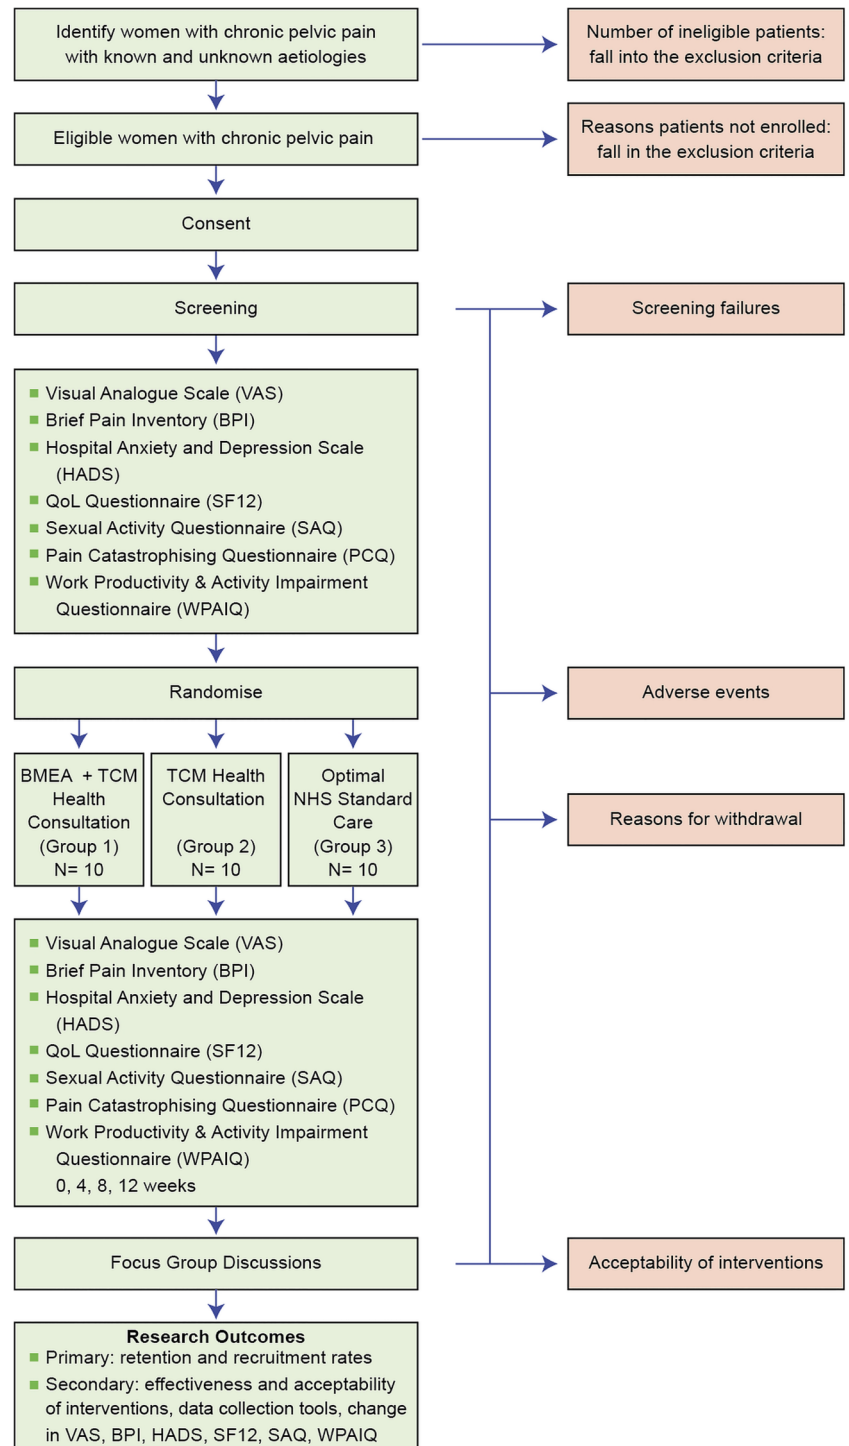 Identify women with chronic pelvic pain
with known and unknown aetiologies
Number of ineligible patients:
fall into the exclusion criteria
Eligible women with chronic pelvic pain
Reasons patients not enrolled:
fall in the exclusion criteria
Consent
Screening
Screening failures
Visual Analogue Scale (VAS)
Brief Pain Inventory (BPI)
Hospital Anxiety and Depression Scale
(HADS)
QoL Questionnaire (SF12)
Sexual Activity Questionnaire (SAQ)
Pain Catastrophising Questionnaire (PCQ)
Work Productivity & Activity Impairment
Questionnaire (WPAIQ)
Randomise
Adverse events
BMEA + TCM
Health
Consultation
(Group 1)
N= 10
TCM Health
Consultation
(Group 2)
N= 10
Optimal
NHS Standard
Care
(Group 3)
N= 10
Reasons for withdrawal
Visual Analogue Scale (VAS)
Brief Pain Inventory (BPI)
Hospital Anxiety and Depression Scale
(HADS)
QoL Questionnaire (SF12)
Sexual Activity Questionnaire (SAQ)
Pain Catastrophising Questionnaire (PCQ)
Work Productivity & Activity Impairment
Questionnaire (WPAIQ)
0, 4, 8, 12 weeks
Focus Group Discussions
Acceptability of interventions
Research Outcomes
Primary: retention and recruitment rates
Secondary: effectiveness and acceptability
of interventions, data collection tools, change
in VAS, BPI, HADS, SF12, SAQ, WPAIQ